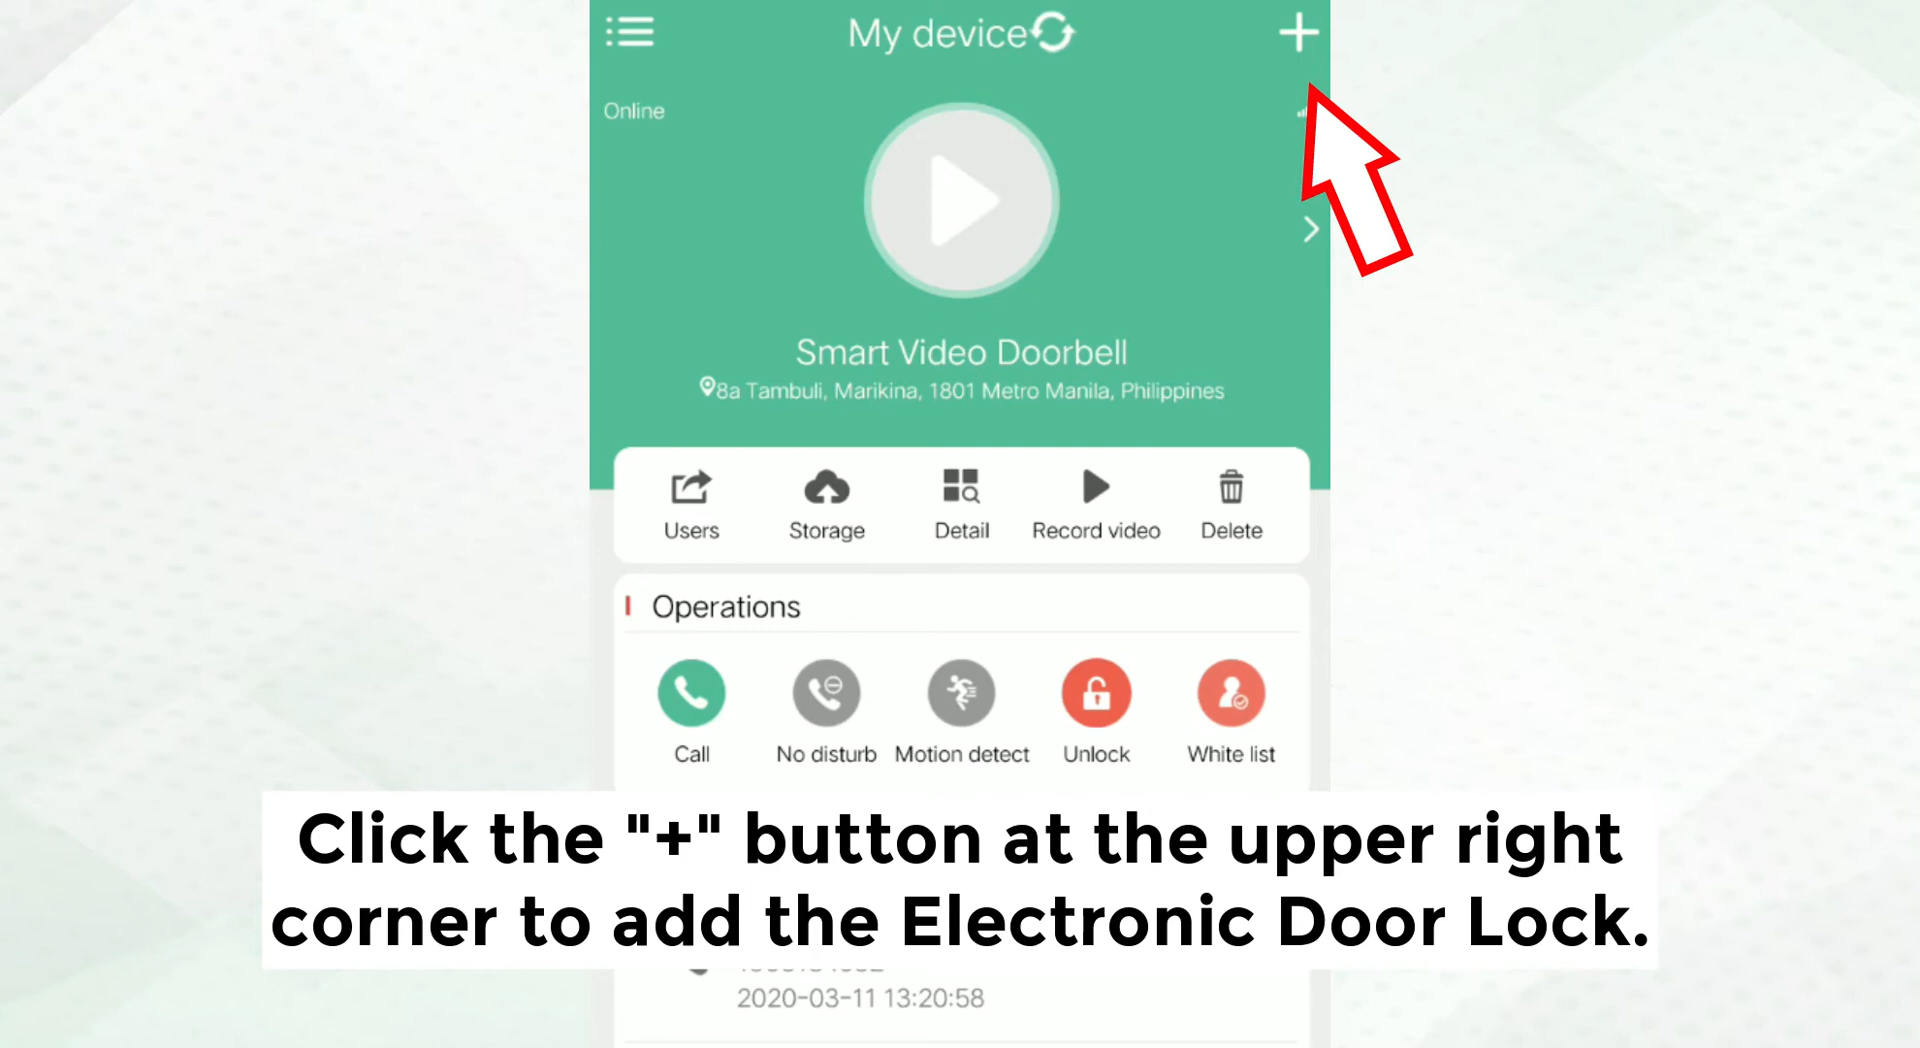 My device
Online
Smart Video Doorbell
8a Tambuli, Marikina, 1801 Metro Manila, Philippines
Users Storage Detail Record video Delete
Operations
Call No disturb Motion detect Unlock White list
Click the "+" button at the upper right
corner to add the Electronic Door Lock.
2020-03-11 13:20:58